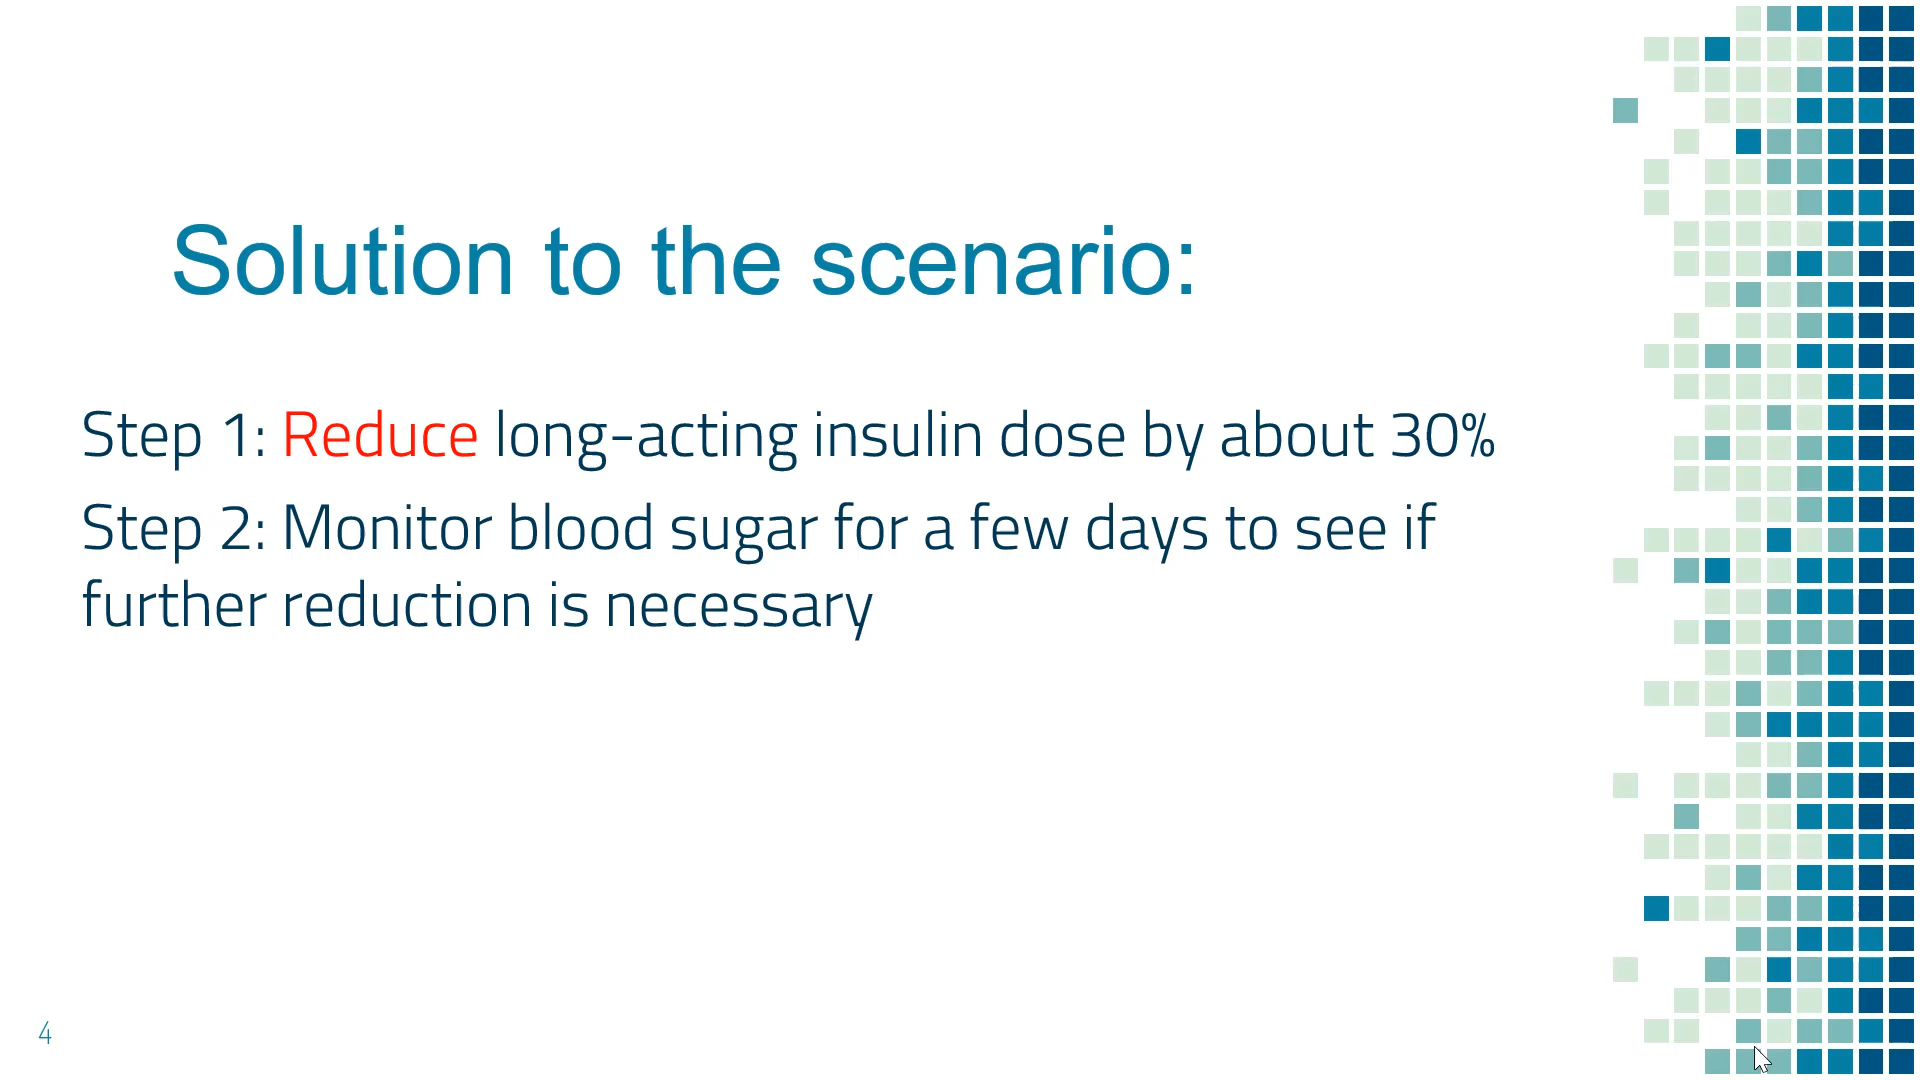 Solution to the scenario:
Step 1: Reduce long-acting insulin dose by about 30%
Step 2: Monitor blood sugar for a few days to see if
further reduction is necessary
4